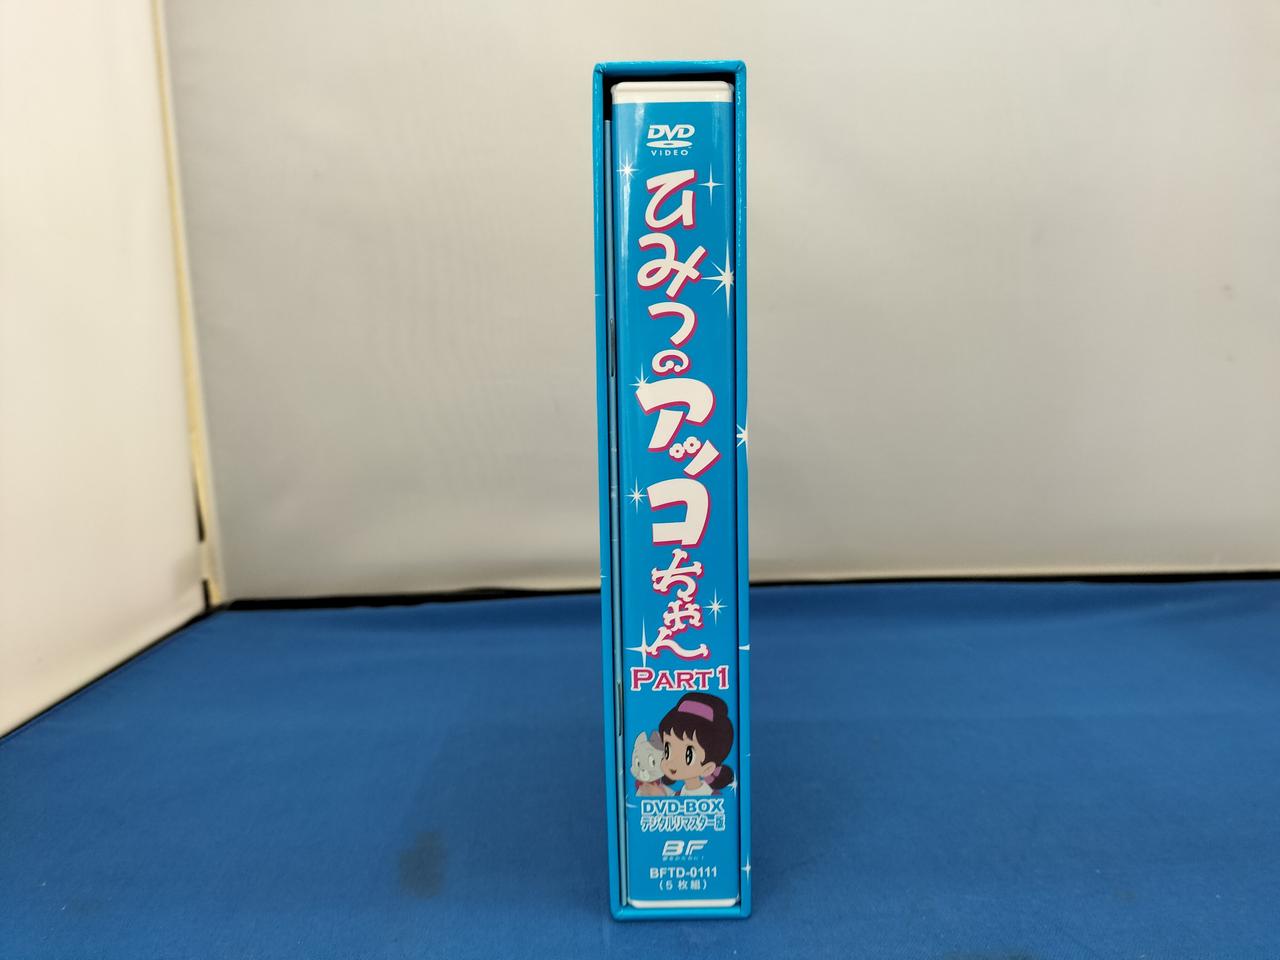 DVD
VIDEO
ひみつのアッコちゃん
PART1
DVD-BOX
デジタルリマスター版
BF
BFTD-0111
(5枚組)